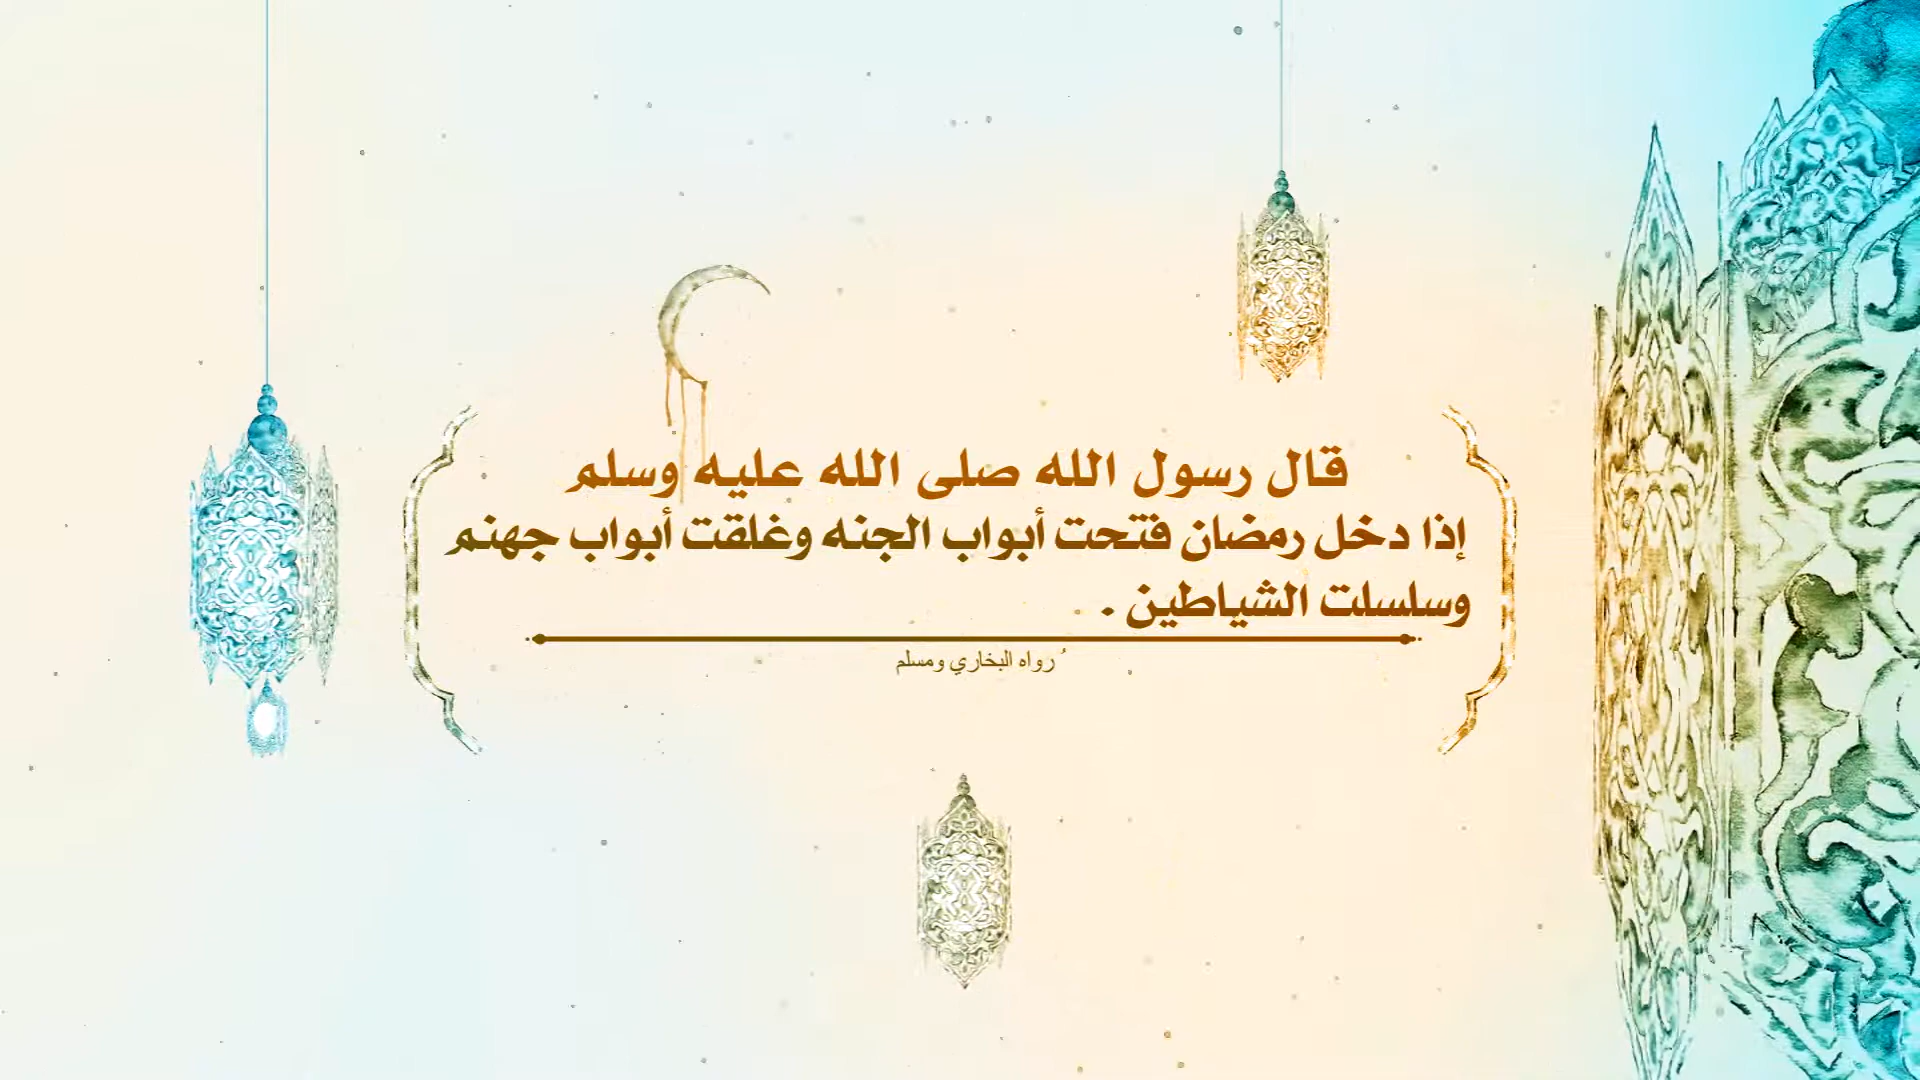 قال رسول الله صلى الله عليه وسلم
إذا دخل رمضان فتحت أبواب الجنه وغلقت أبواب جهنم
وسلسلت الشياطين .
رواه البخاري ومسلم